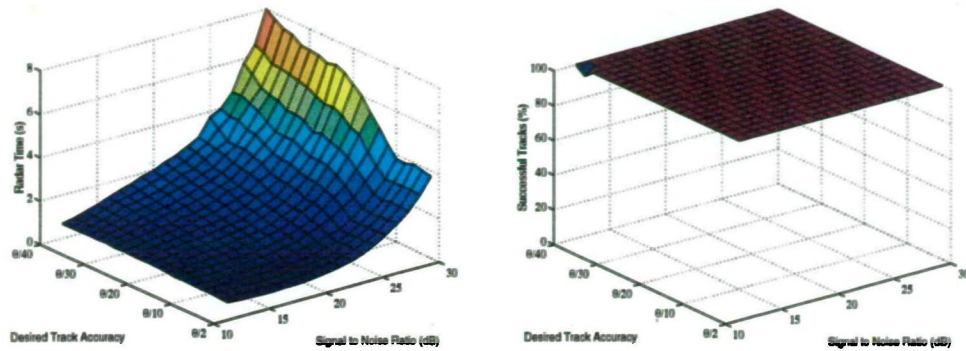 8
6
4
2
0
Radar Time (s)
θ/40
θ/30
θ/20
θ/10
θ/2
10
15
20
25
30
Desired Track Accuracy
Signal to Noise Ratio (dB)
100
80
60
40
20
0
Successful Tracks (%)
θ/40
θ/30
θ/20
θ/10
θ/2
10
15
20
25
30
Desired Track Accuracy
Signal to Noise Ratio (dB)